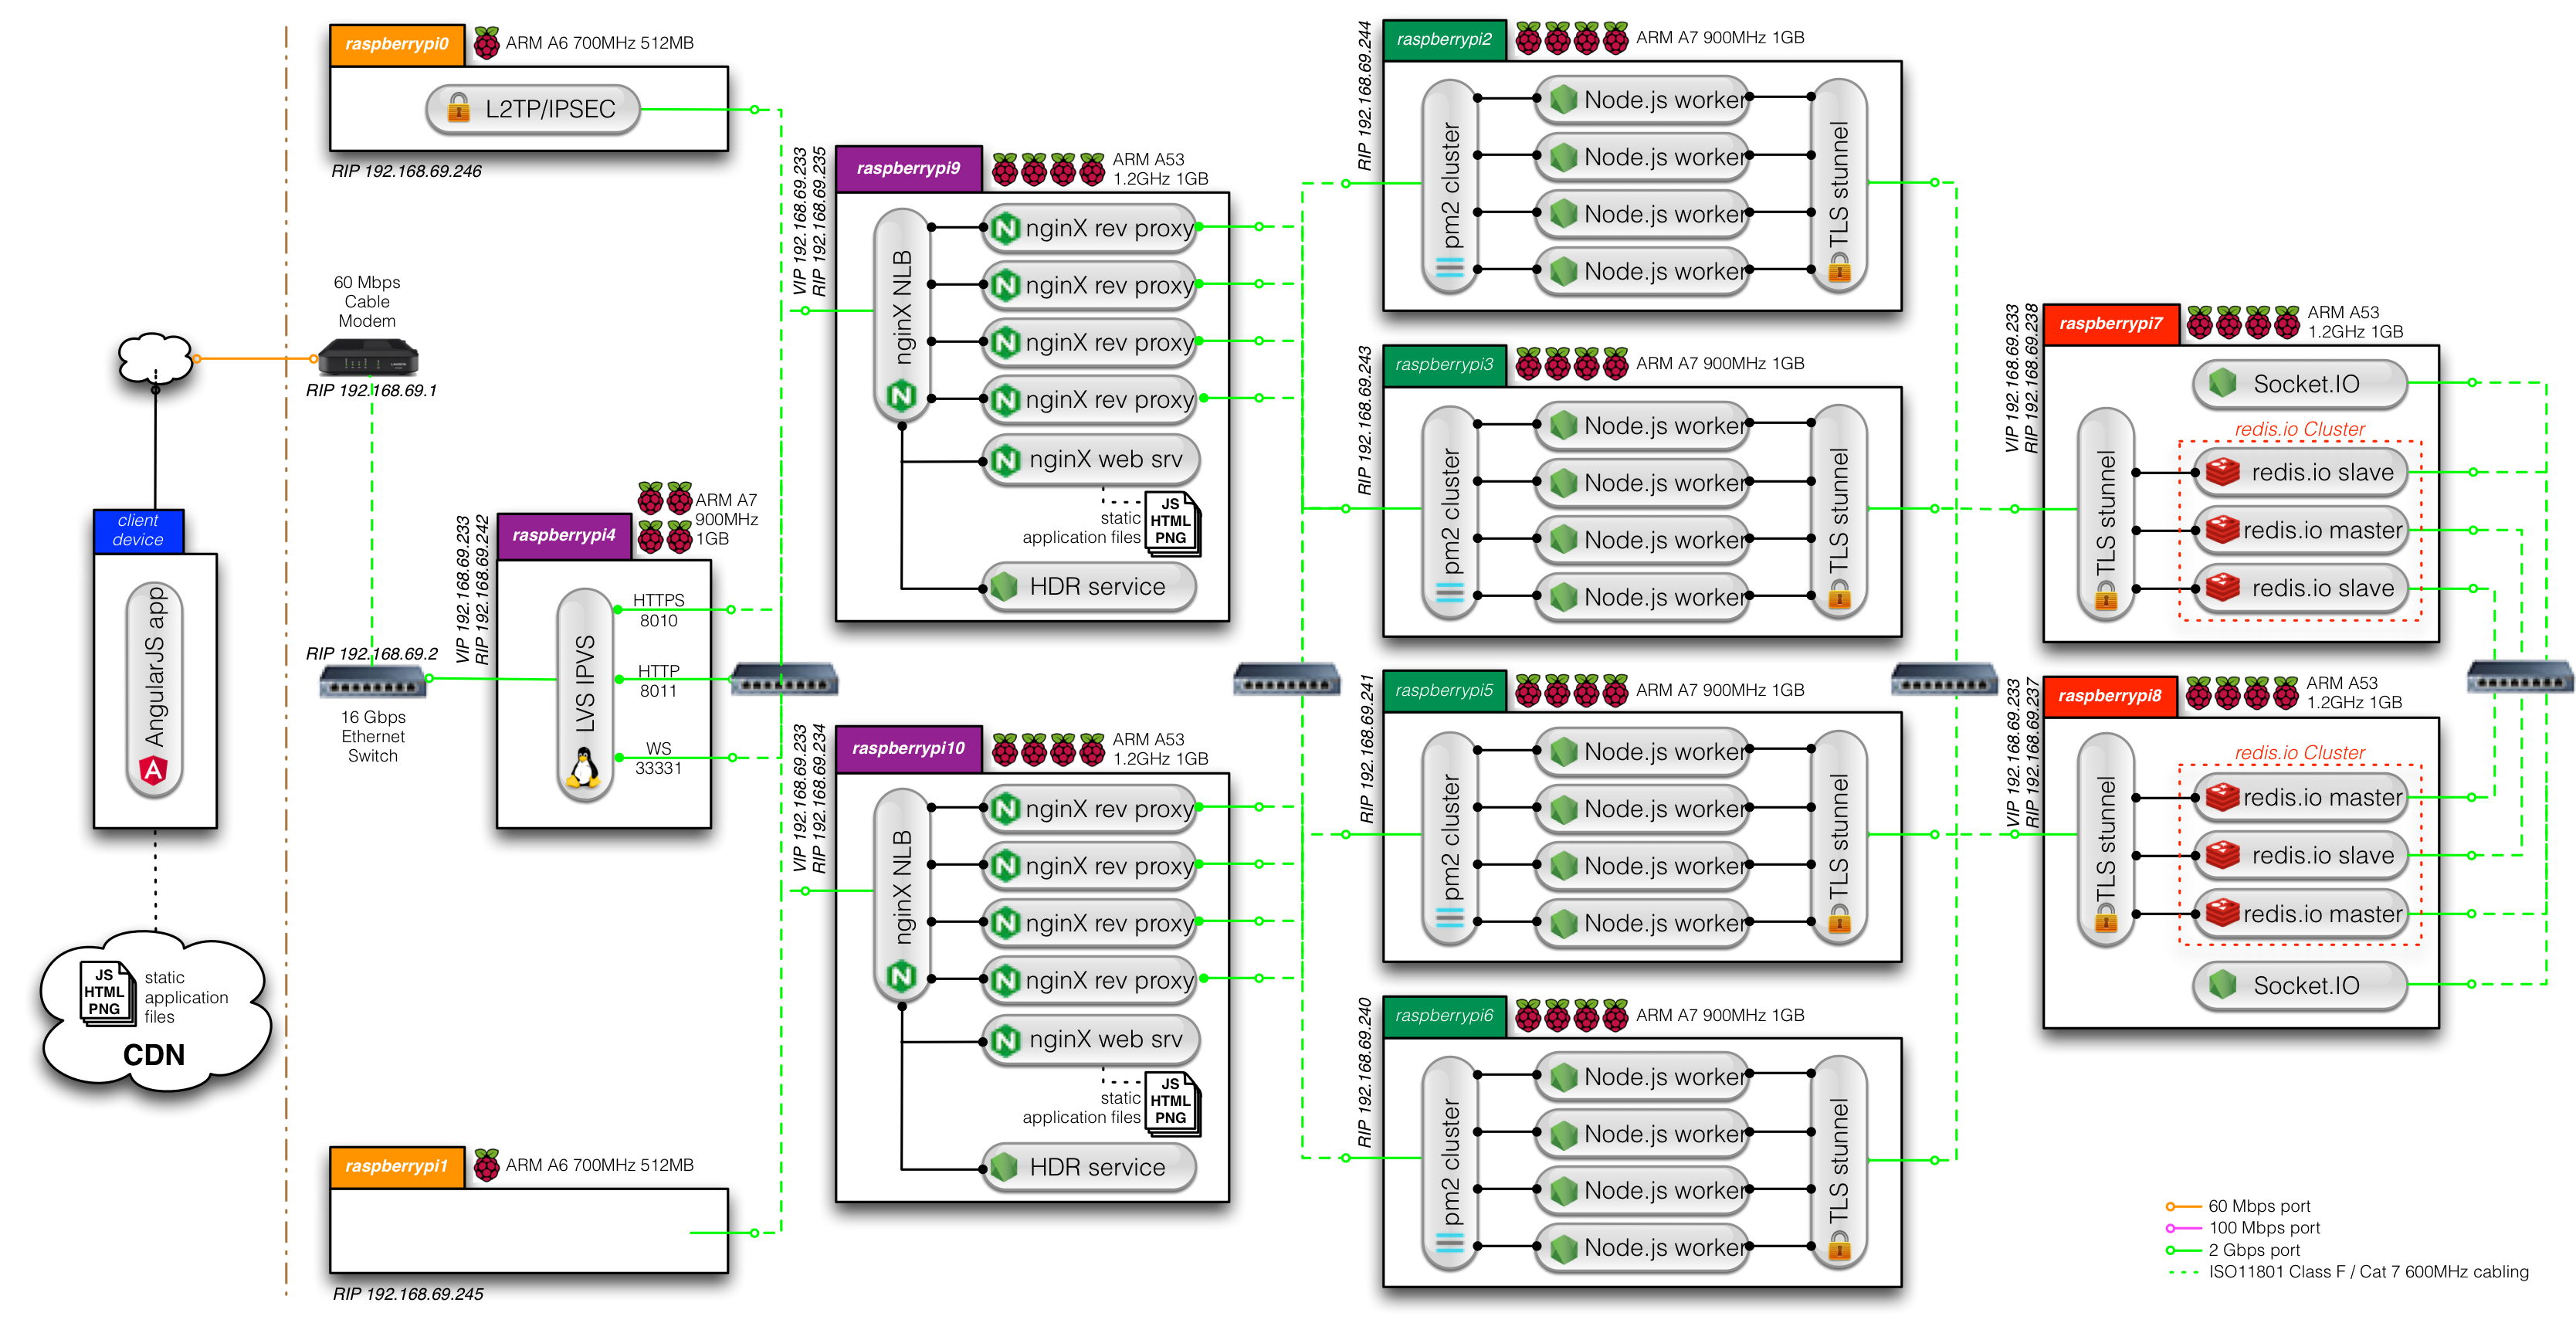 raspberrypi0
ARM A6 700MHz 512MB
L2TP/IPSEC
RIP 192.168.69.246
60 Mbps
Cable
Modem
RIP 192.168.69.1
RIP 192.168.69.2
16 Gbps
Ethernet
Switch
client
device
AngularJS app
JS
HTML
PNG
static
application
files
CDN
raspberrypi4
ARM A7
900MHz
1GB
VIP 192.168.69.233
RIP 192.168.69.242
LVS IPVS
HTTPS
8010
HTTP
8011
WS
33331
raspberrypi1
ARM A6 700MHz 512MB
RIP 192.168.69.245
raspberrypi9
ARM A53
1.2GHz 1GB
VIP 192.168.69.233
RIP 192.168.69.235
nginX NLB
nginX rev proxy
nginX rev proxy
nginX rev proxy
nginX rev proxy
nginX web srv
static
application files
JS
HTML
PNG
HDR service
raspberrypi10
ARM A53
1.2GHz 1GB
VIP 192.168.69.233
RIP 192.168.69.234
nginX NLB
nginX rev proxy
nginX rev proxy
nginX rev proxy
nginX rev proxy
nginX web srv
static
application files
JS
HTML
PNG
HDR service
raspberrypi2
ARM A7 900MHz 1GB
RIP 192.168.69.244
pm2 cluster
Node.js worker
Node.js worker
Node.js worker
Node.js worker
TLS stunnel
raspberrypi3
ARM A7 900MHz 1GB
RIP 192.168.69.243
pm2 cluster
Node.js worker
Node.js worker
Node.js worker
Node.js worker
TLS stunnel
raspberrypi5
ARM A7 900MHz 1GB
RIP 192.168.69.241
pm2 cluster
Node.js worker
Node.js worker
Node.js worker
Node.js worker
TLS stunnel
raspberrypi6
ARM A7 900MHz 1GB
RIP 192.168.69.240
pm2 cluster
Node.js worker
Node.js worker
Node.js worker
Node.js worker
TLS stunnel
raspberrypi7
ARM A53
1.2GHz 1GB
VIP 192.168.69.233
RIP 192.168.69.238
TLS stunnel
Socket.IO
redis.io Cluster
redis.io slave
redis.io master
redis.io slave
raspberrypi8
ARM A53
1.2GHz 1GB
VIP 192.168.69.233
RIP 192.168.69.237
TLS stunnel
redis.io Cluster
redis.io master
redis.io slave
redis.io master
Socket.IO
60 Mbps port
100 Mbps port
2 Gbps port
ISO11801 Class F / Cat 7 600MHz cabling